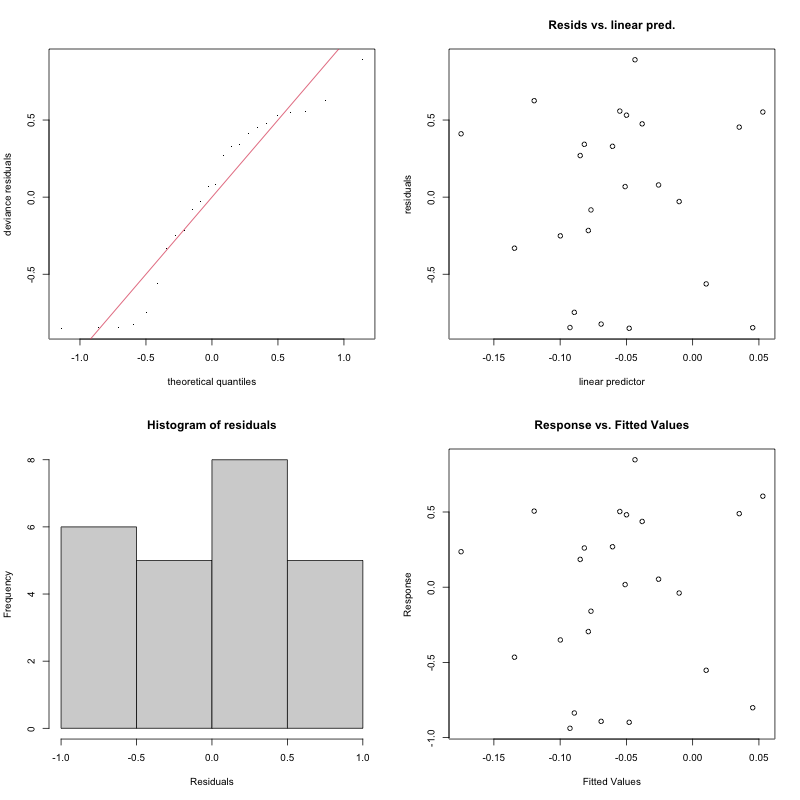 deviance residuals
0.5
0.0
-0.5
-1.0 -0.5 0.0 0.5 1.0
theoretical quantiles
Resids vs. linear pred.
residuals
0.5
0.0
-0.5
-0.15 -0.10 -0.05 0.00 0.05
linear predictor
Histogram of residuals
Frequency
8
6
4
2
0
-1.0 -0.5 0.0 0.5 1.0
Residuals
Response vs. Fitted Values
Response
0.5
0.0
-0.5
-1.0
-0.15 -0.10 -0.05 0.00 0.05
Fitted Values